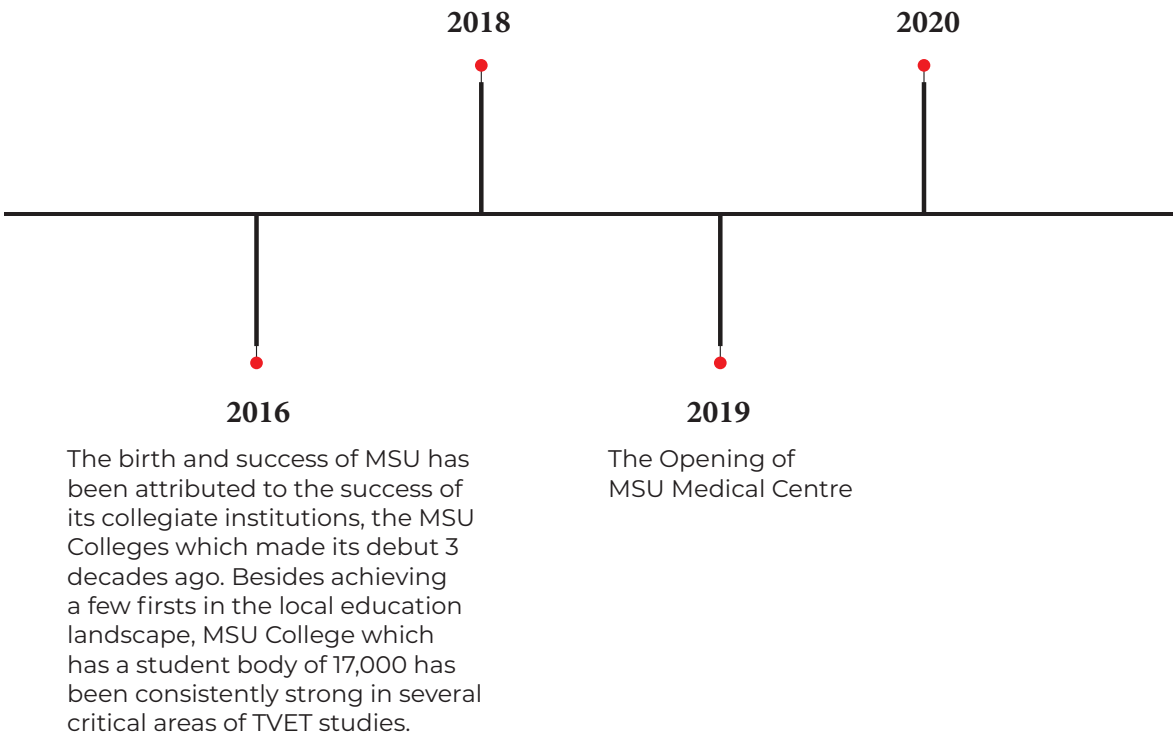 2018
2020
2016
The birth and success of MSU has
been attributed to the success of
its collegiate institutions, the MSU
Colleges which made its debut 3
decades ago. Besides achieving
a few firsts in the local education
landscape, MSU College which
has a student body of 17,000 has
been consistently strong in several
critical areas of TVET studies.
2019
The Opening of
MSU Medical Centre